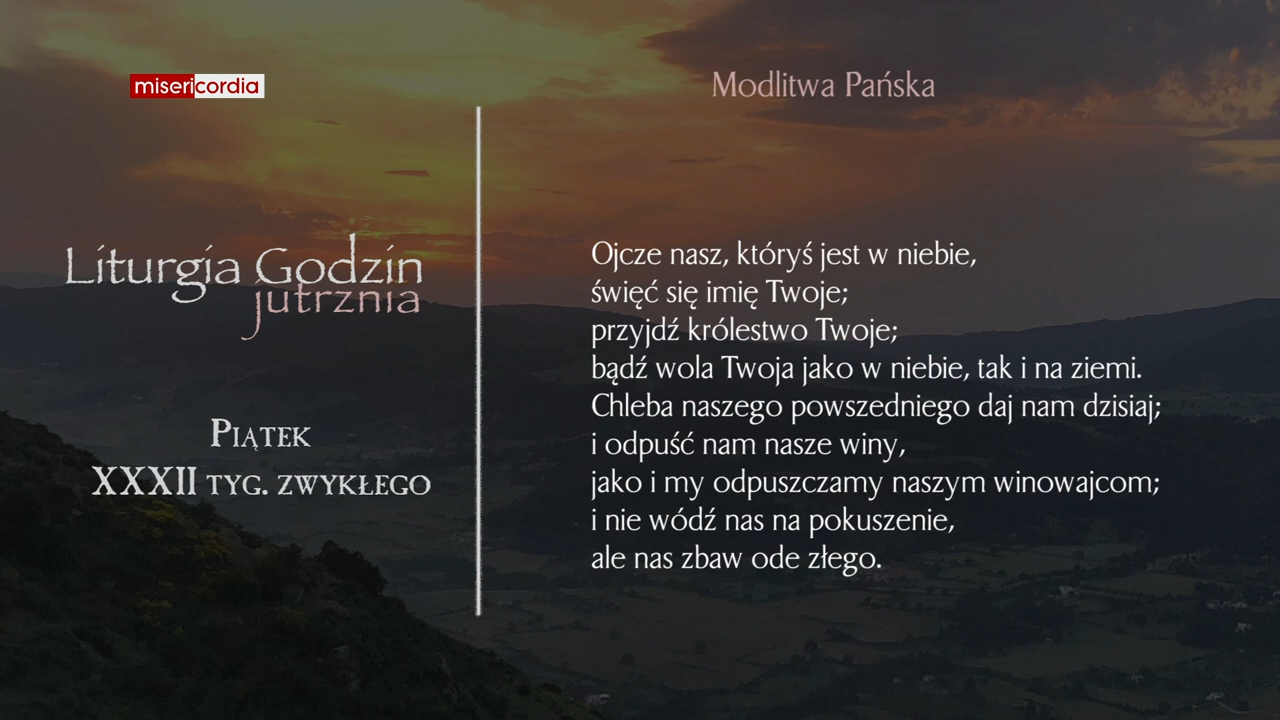 misericordia
Liturgia Godzin
jutrznia
Piątek
XXXII tyg. zwykłego
Modlitwa Pańska
Ojcze nasz, któryś jest w niebie,
święć się imię Twoje;
przyjdź królestwo Twoje;
bądź wola Twoja jako w niebie, tak i na ziemi.
Chleba naszego powszedniego daj nam dzisiaj;
i odpuść nam nasze winy,
jako i my odpuszczamy naszym winowajcom;
i nie wódź nas na pokuszenie,
ale nas zbaw ode złego.